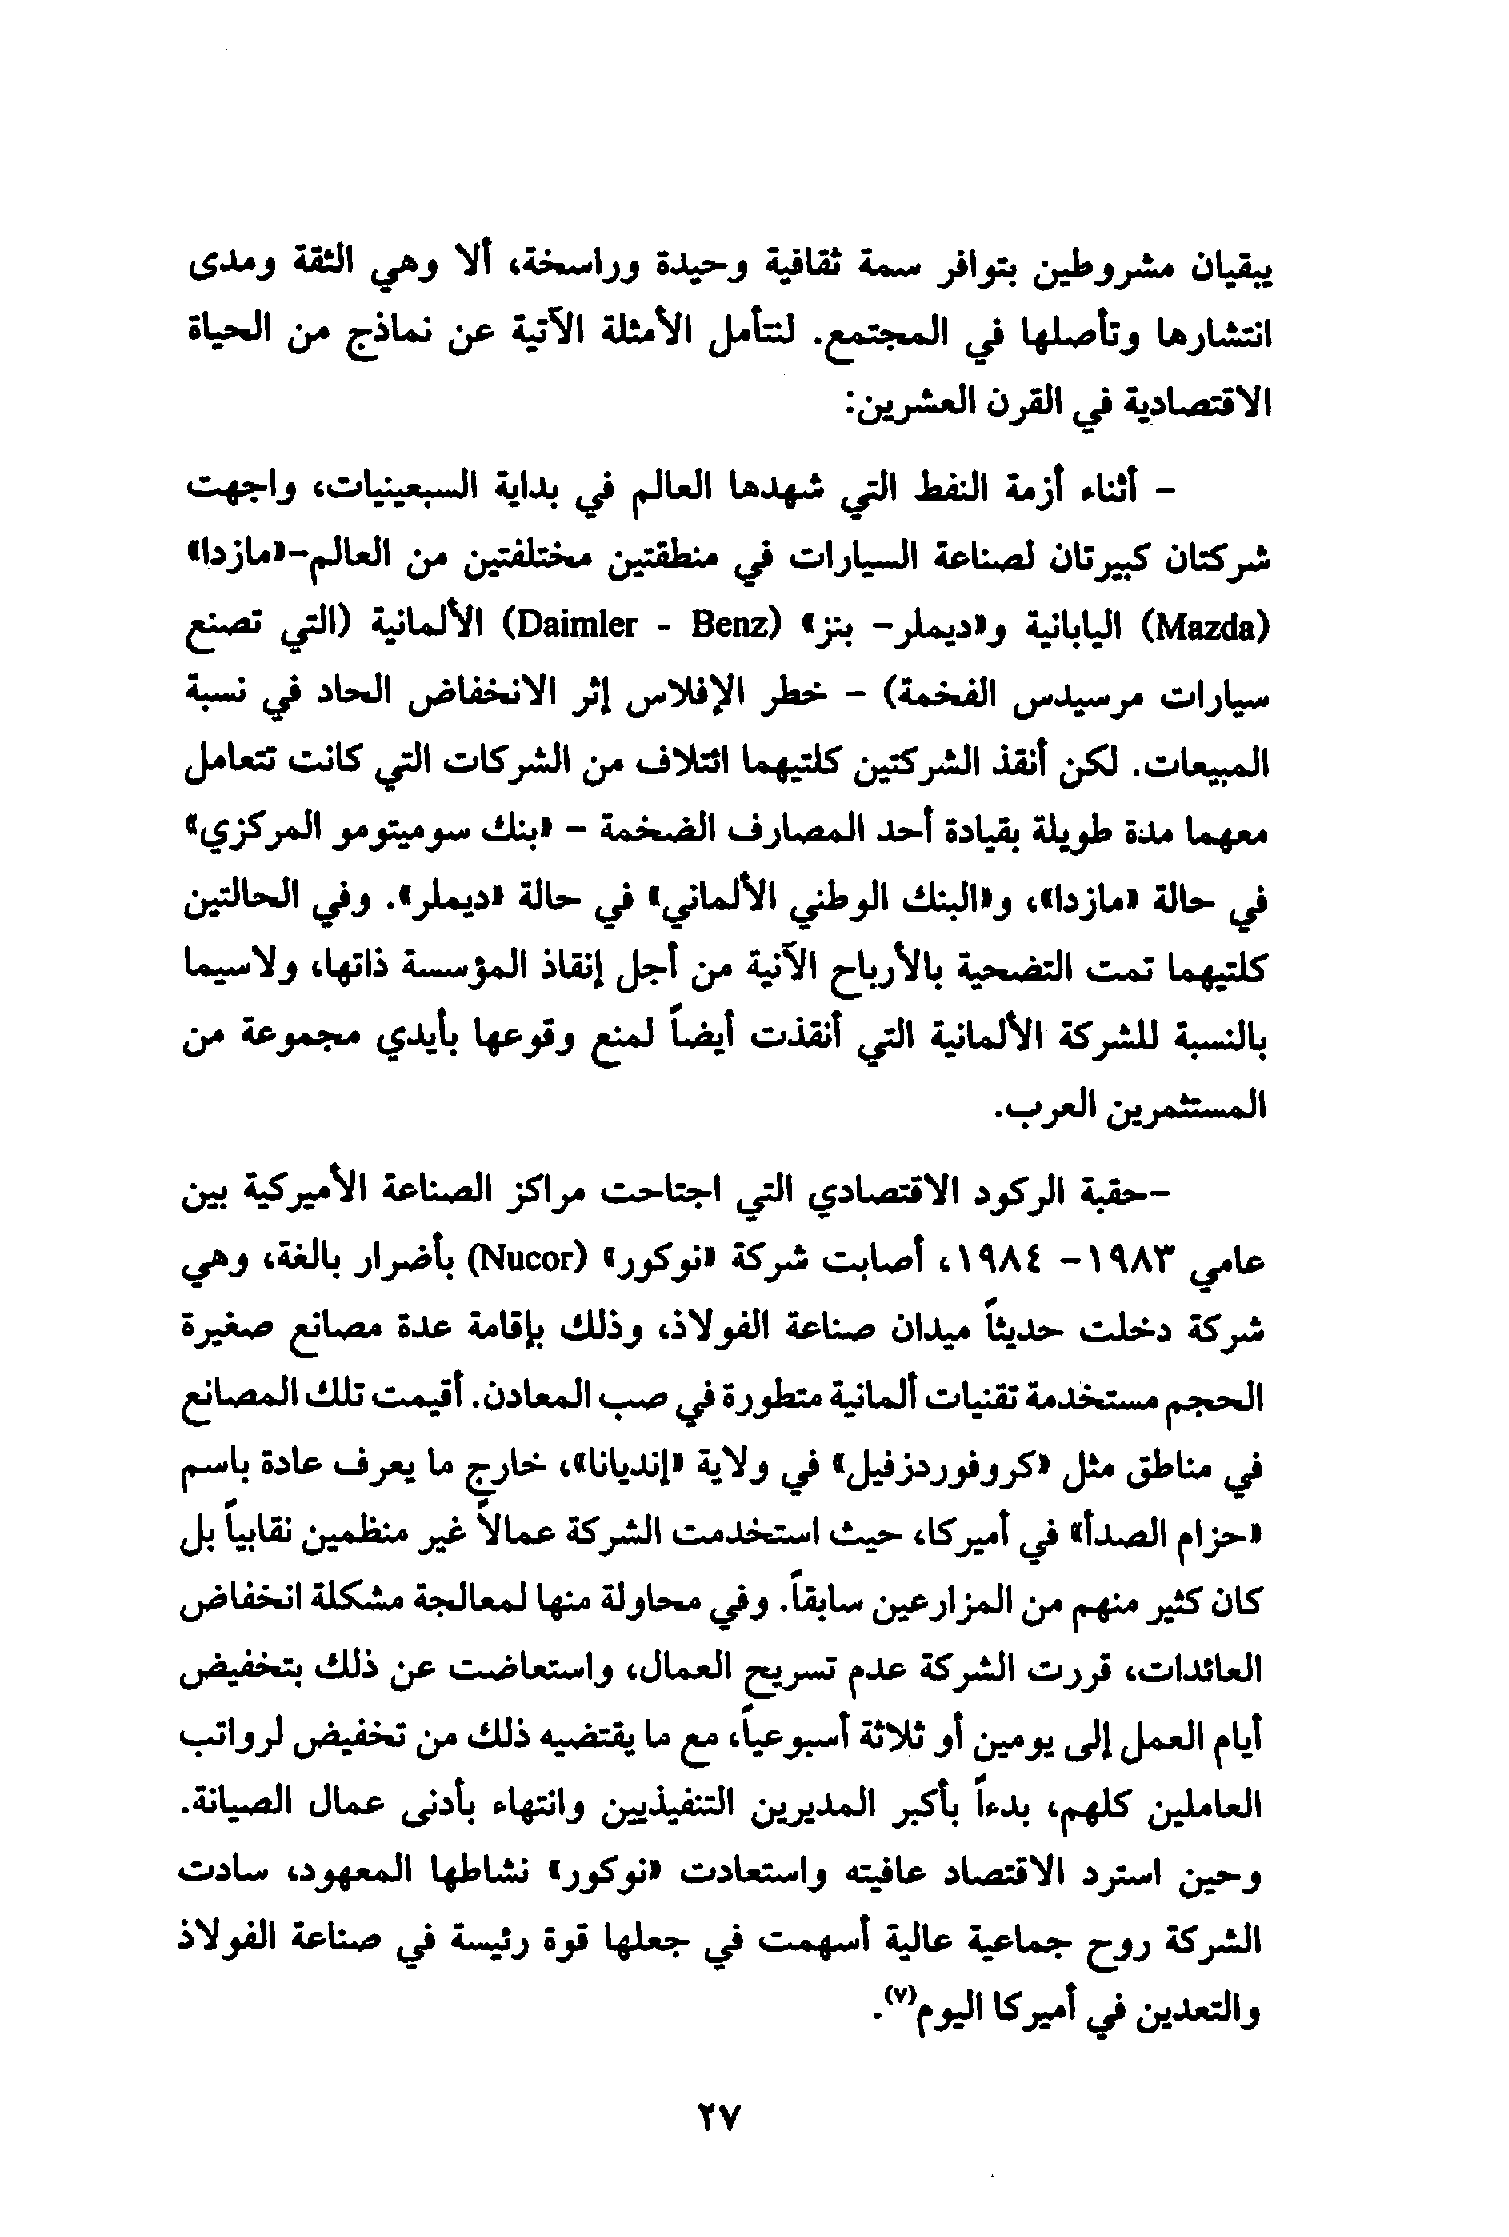 يبقيان مشروطين بتوافر سمة ثقافية وحيدة وراسخة، ألا وهي الثقة ومدى
انتشارها وتأصلها في المجتمع. لنتأمل الأمثلة الآتية عن نماذج من الحياة
الاقتصادية في القرن العشرين:
- أثناء أزمة النفط التي شهدها العالم في بداية السبعينيات، واجهت
شركتان كبيرتان لصناعة السيارات في منطقتين مختلفتين من العالم-«مازدا»
(Mazda) اليابانية و«ديملر- بنز» (Daimler - Benz) الألمانية (التي تصنع
سيارات مرسيدس الفخمة) - خطر الإفلاس إثر الانخفاض الحاد في نسبة
المبيعات. لكن أنقذ الشركتين كلتيهما ائتلاف من الشركات التي كانت تتعامل
معهما مدة طويلة بقيادة أحد المصارف الضخمة - «بنك سوميتومو المركزي»
في حالة «مازدا»، و«البنك الوطني الألماني» في حالة «ديملر». وفي الحالتين
كلتيهما تمت التضحية بالأرباح الآنية من أجل إنقاذ المؤسسة ذاتها، ولاسيما
بالنسبة للشركة الألمانية التي أنقذت أيضاً لمنع وقوعها بأيدي مجموعة من
المستثمرين العرب.
-حقبة الركود الاقتصادي التي اجتاحت مراكز الصناعة الأميركية بين
عامي ١٩٨٣- ١٩٨٤، أصابت شركة «نوكور» (Nucor) بأضرار بالغة، وهي
شركة دخلت حديثاً ميدان صناعة الفولاذ، وذلك بإقامة عدة مصانع صغيرة
الحجم مستخدمة تقنيات ألمانية متطورة في صب المعادن. أقيمت تلك المصانع
في مناطق مثل «كروفوردزفيل» في ولاية «إنديانا»، خارج ما يعرف عادة باسم
«حزام الصدأ» في أميركا، حيث استخدمت الشركة عمالاً غير منظمين نقابياً بل
كان كثير منهم من المزارعين سابقاً. وفي محاولة منها لمعالجة مشكلة انخفاض
العائدات، قررت الشركة عدم تسريح العمال، واستعاضت عن ذلك بتخفيض
أيام العمل إلى يومين أو ثلاثة أسبوعياً، مع ما يقتضيه ذلك من تخفيض لرواتب
العاملين كلهم، بدءاً بأكبر المديرين التنفيذيين وانتهاء بأدنى عمال الصيانة.
وحين استرد الاقتصاد عافيته واستعادت «نوكور» نشاطها المعهود، سادت
الشركة روح جماعية عالية أسهمت في جعلها قوة رئيسة في صناعة الفولاذ
والتعدين في أميركا اليوم(٧).
٢٧